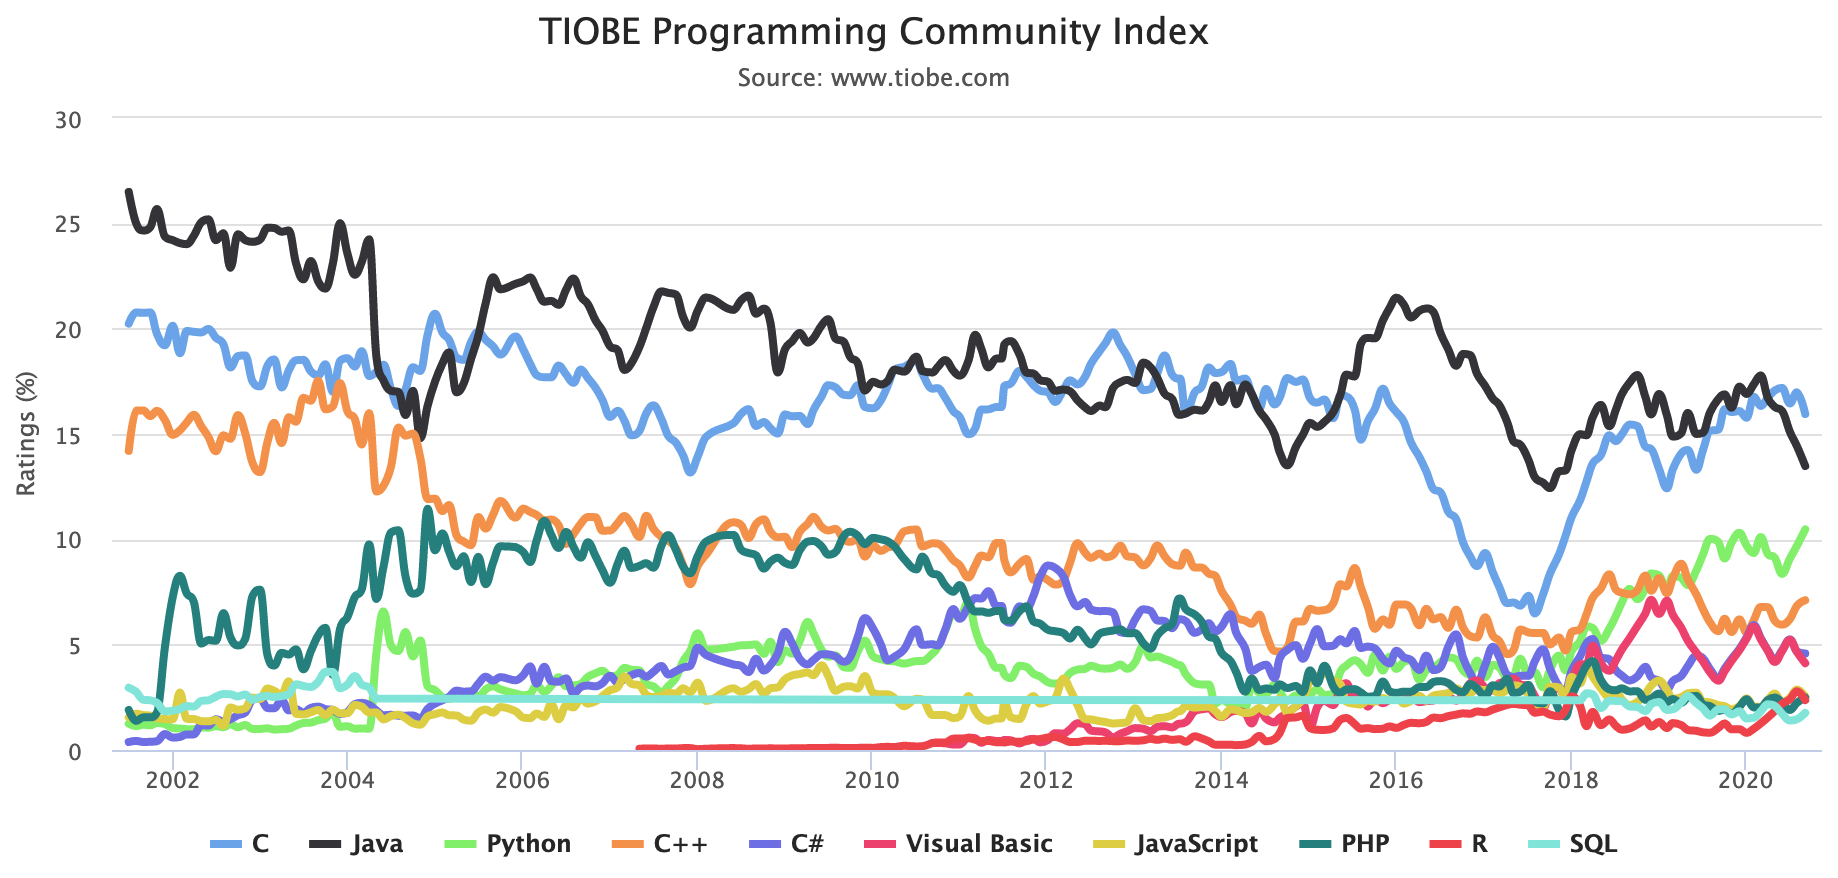 TIOBE Programming Community Index
Source: www.tiobe.com
Ratings (%)
30
25
20
15
10
5
0
2002 2004 2006 2008 2010 2012 2014 2016 2018 2020
C Java Python C++ C# Visual Basic JavaScript PHP R SQL